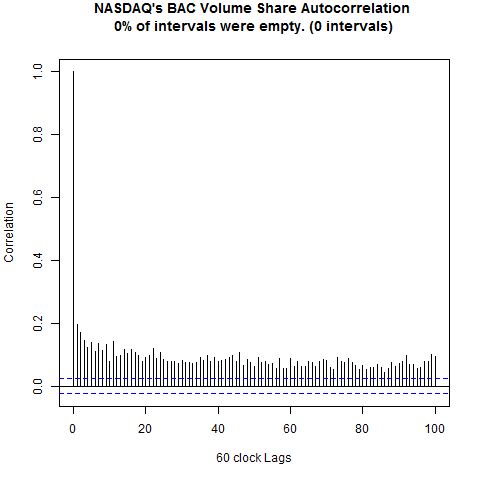 NASDAQ's BAC Volume Share Autocorrelation
0% of intervals were empty. (0 intervals)
Correlation
1.0
0.8
0.6
0.4
0.2
0.0
0 20 40 60 80 100
60 clock Lags